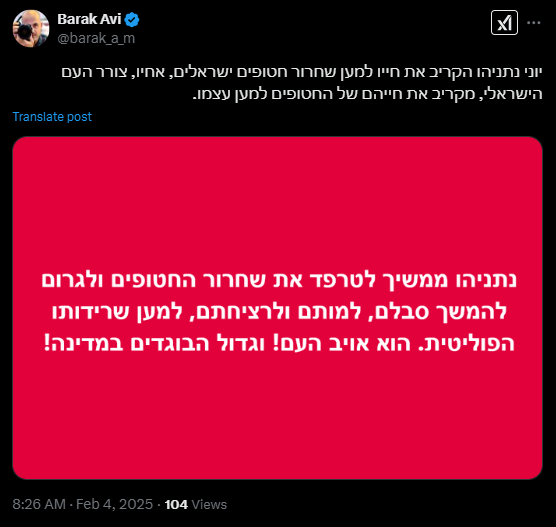 Barak Avi
@barak_a_m
יוני נתניהו הקריב את חייו למען שחרור חטופים ישראלים, אחיו, צורר העם
הישראלי, מקריב את חייהם של החטופים למען עצמו.
Translate post
נתניהו ממשיך לטרפד את שחרור החטופים ולגרום
להמשך סבלם, למותם ולרציחתם, למען שרידותו
הפוליטית. הוא אויב העם! וגדול הבוגדים במדינה!
8:26 AM · Feb 4, 2025 · 104 Views